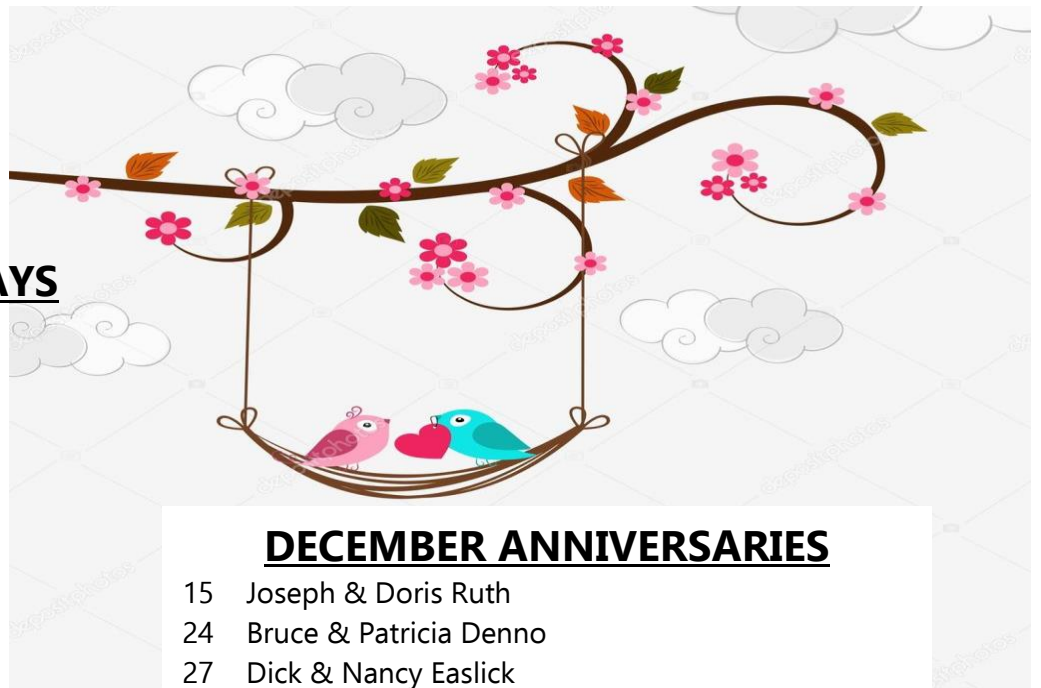 AYS
DECEMBER ANNIVERSARIES
15 Joseph & Doris Ruth
24 Bruce & Patricia Denno
27 Dick & Nancy Easlick